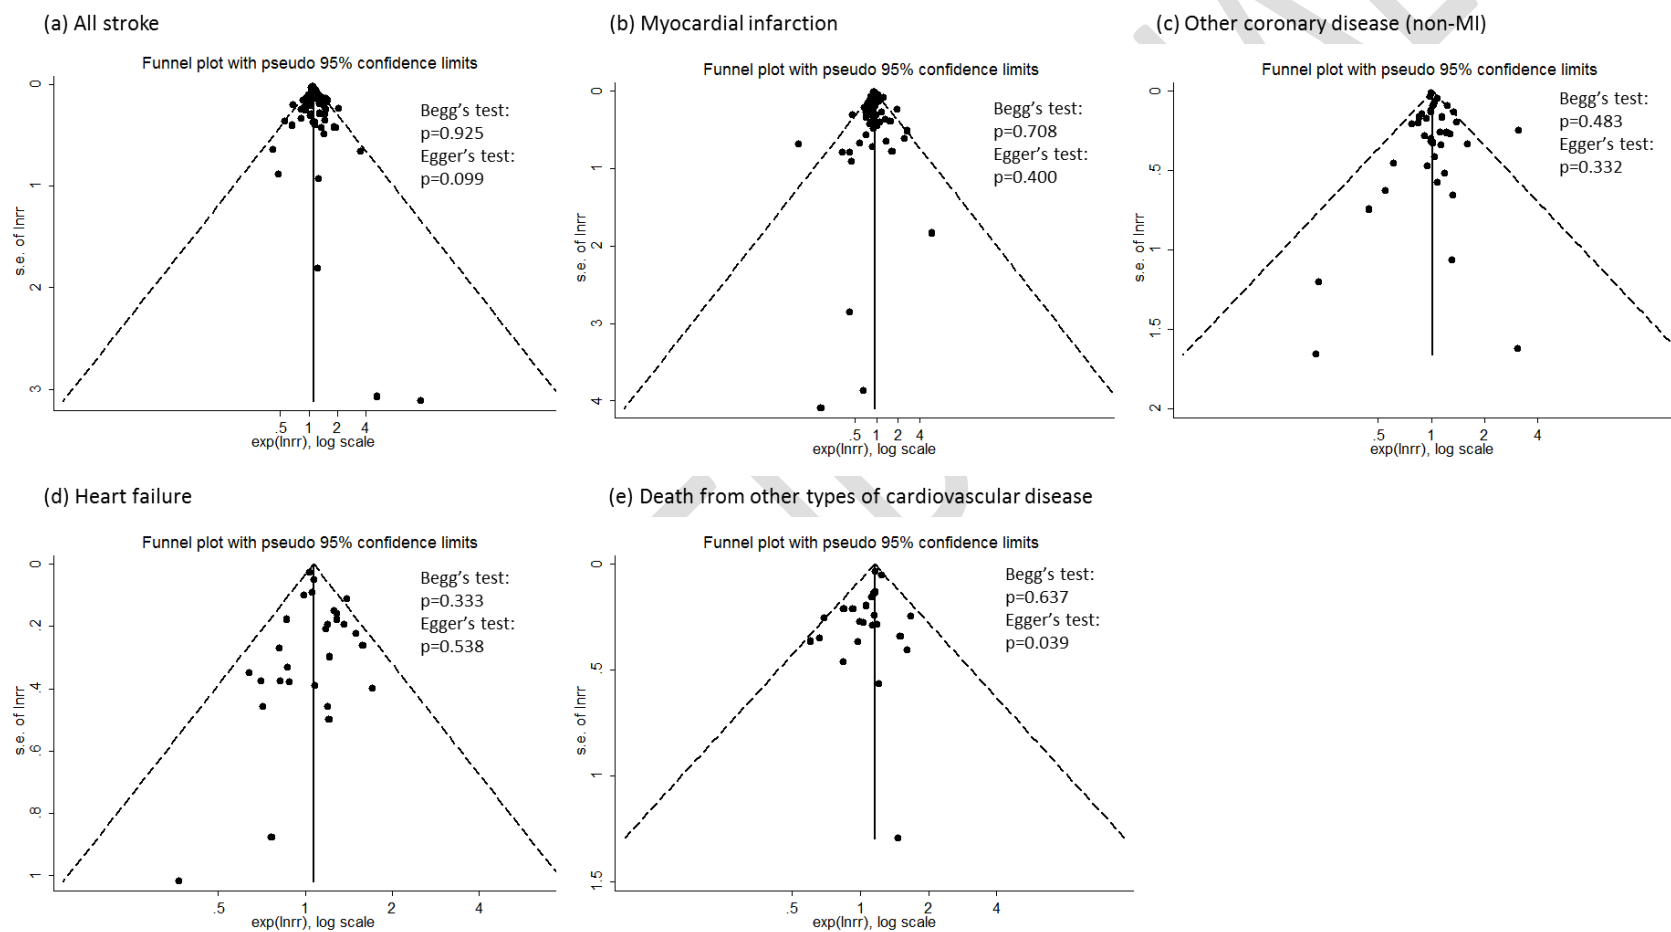 (a) All stroke
Funnel plot with pseudo 95% confidence limits
Begg's test:
p=0.925
Egger's test:
p=0.099
s.e. of lnrr
0
1
2
3
.5 1 2 4
exp(lnrr), log scale
(b) Myocardial infarction
Funnel plot with pseudo 95% confidence limits
Begg's test:
p=0.708
Egger's test:
p=0.400
s.e. of lnrr
0
1
2
3
4
.5 1 2 4
exp(lnrr), log scale
(c) Other coronary disease (non-MI)
Funnel plot with pseudo 95% confidence limits
Begg's test:
p=0.483
Egger's test:
p=0.332
s.e. of lnrr
0
.5
1
1.5
2
.5 1 2 4
exp(lnrr), log scale
(d) Heart failure
Funnel plot with pseudo 95% confidence limits
Begg's test:
p=0.333
Egger's test:
p=0.538
s.e. of lnrr
0
.2
.4
.6
.8
1
.5 1 2 4
exp(lnrr), log scale
(e) Death from other types of cardiovascular disease
Funnel plot with pseudo 95% confidence limits
Begg's test:
p=0.637
Egger's test:
p=0.039
s.e. of lnrr
0
.5
1
1.5
.5 1 2 4
exp(lnrr), log scale